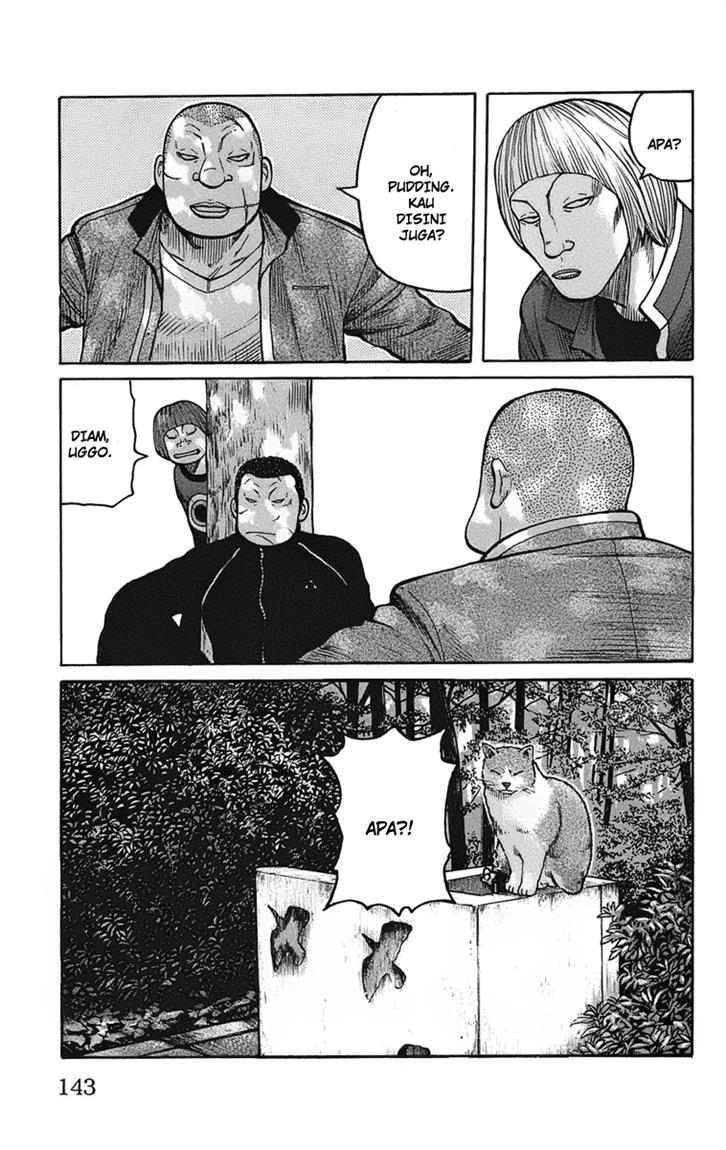 APA?
OH,
PUDDING.
KAU
DISINI
JUGA?
DIAM,
UGGO.
APA?!
143